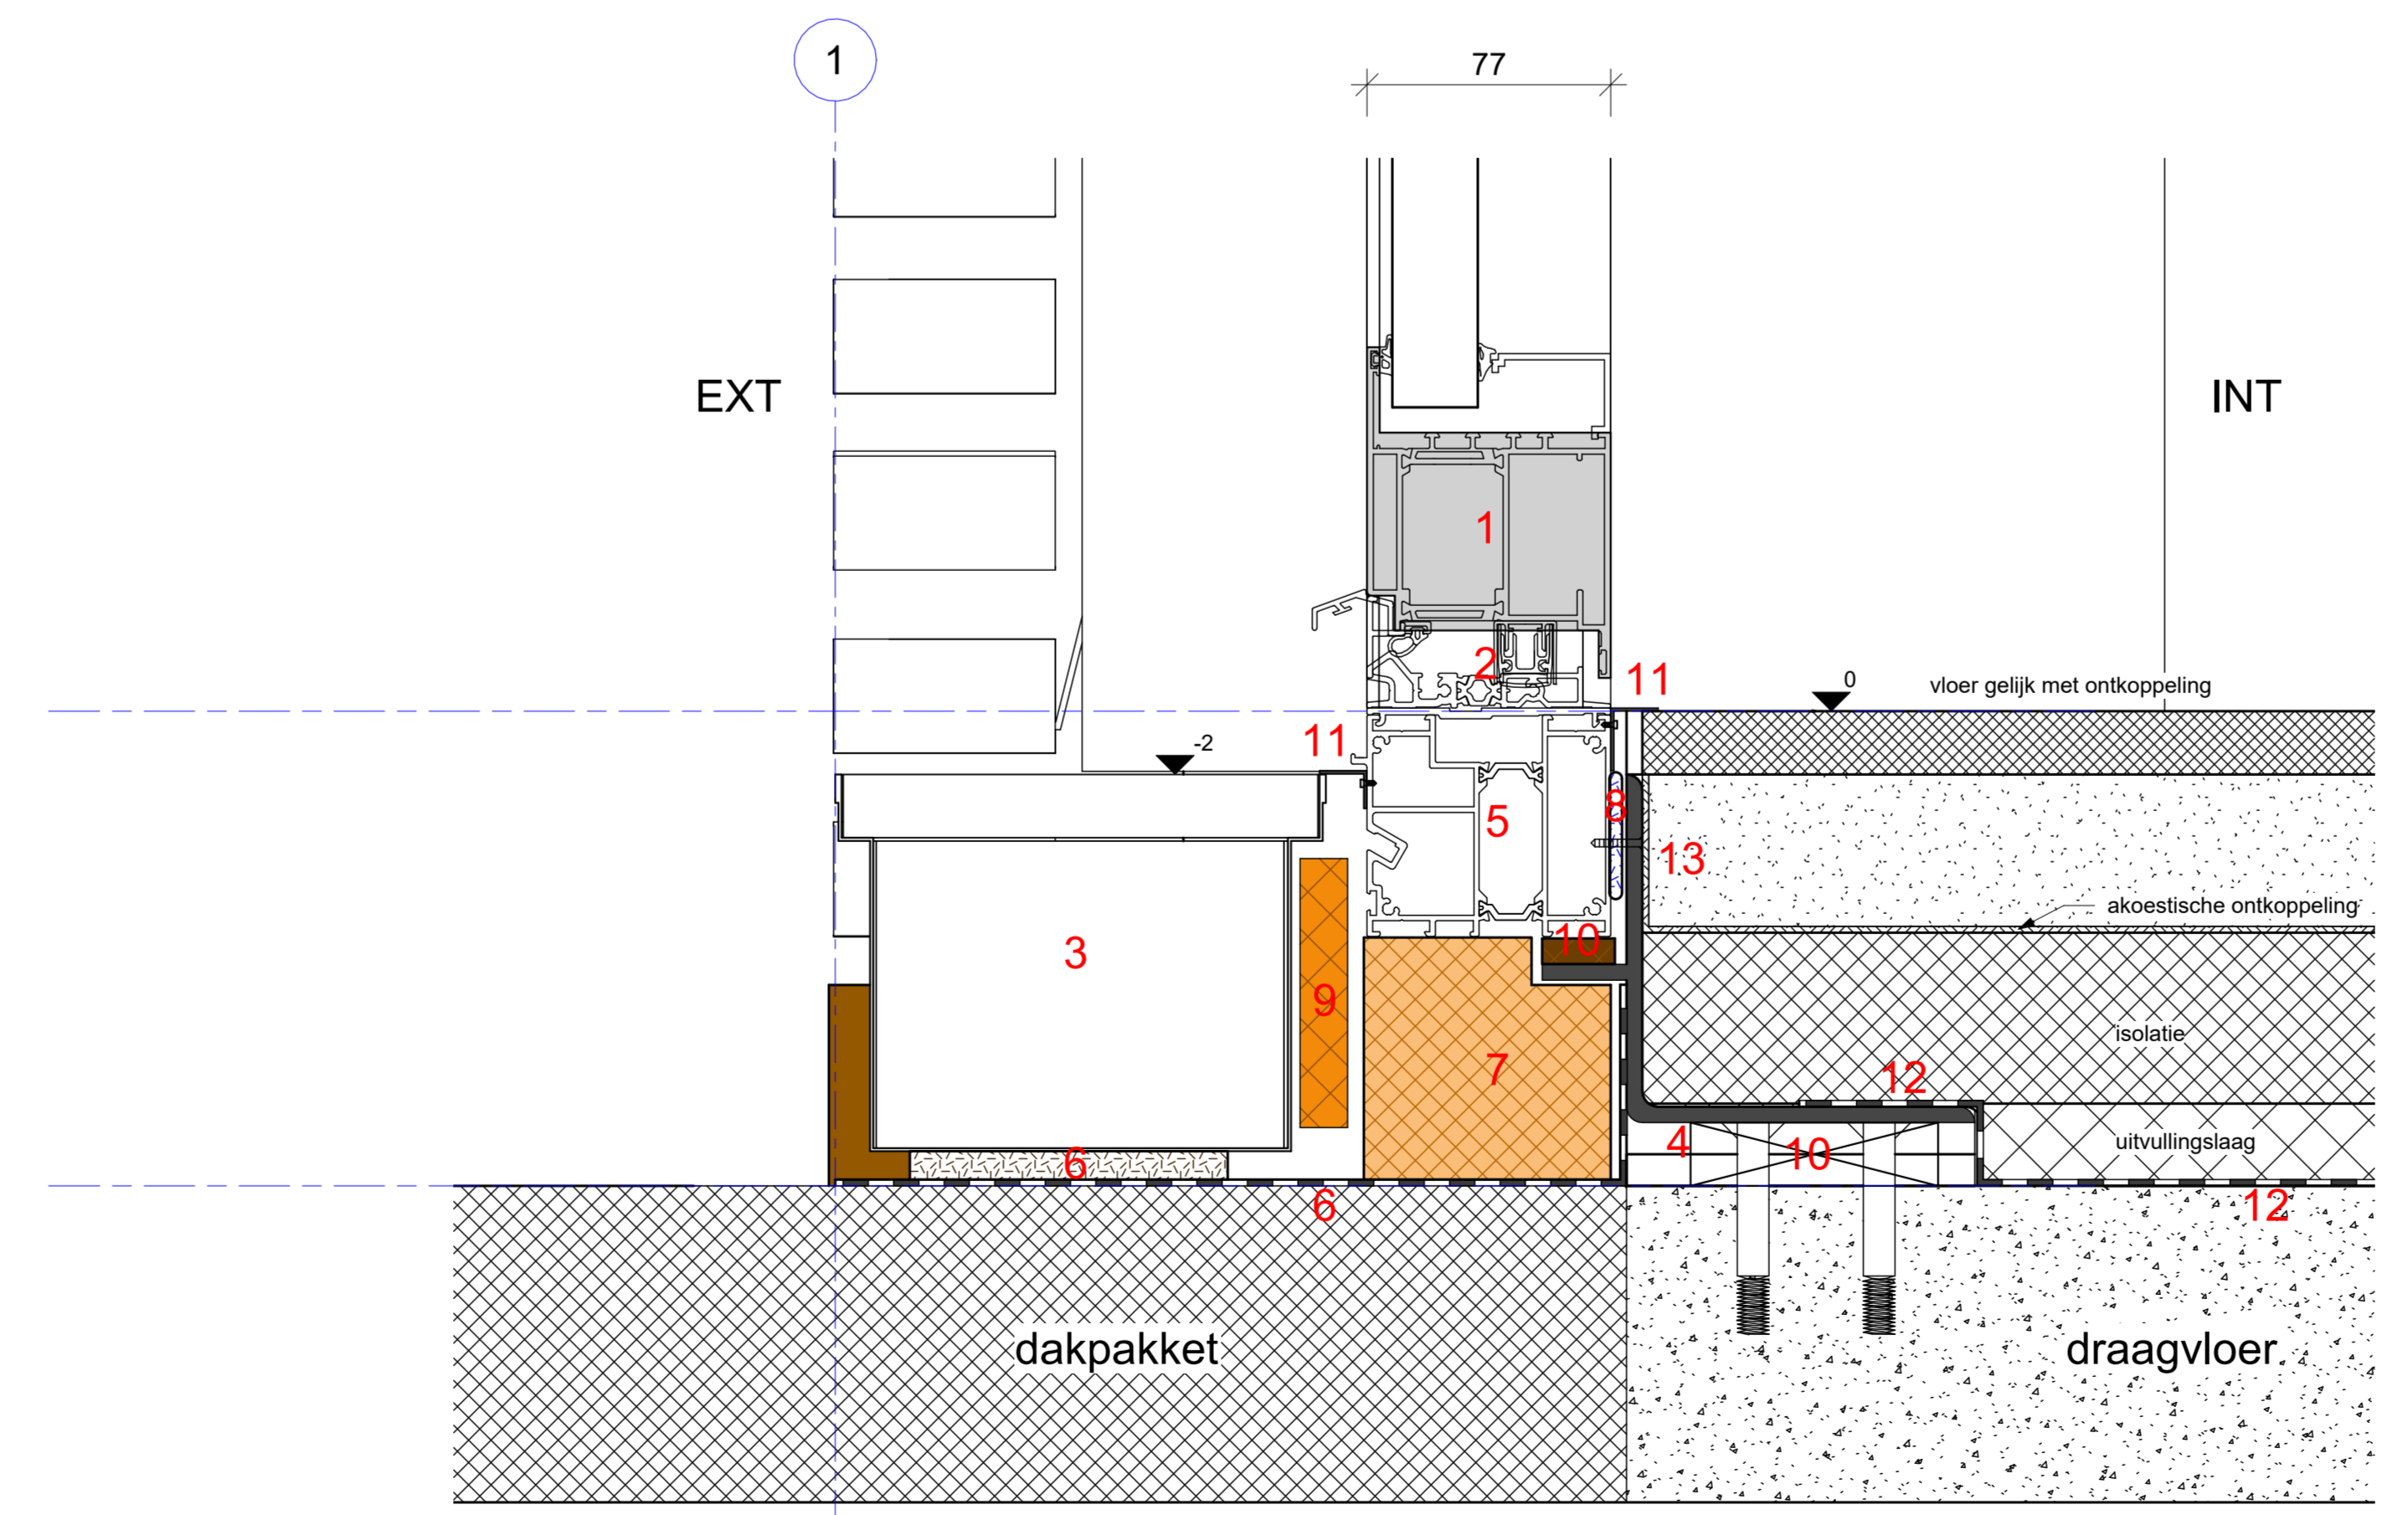 1
77
EXT
INT
1
2
11
0
vloer gelijk met ontkoppeling
11
-2
5
8
13
akoestische ontkoppeling
3
10
9
isolatie
7
12
4
10
uitvullingslaag
6
6
12
dakpakket
draagvloer